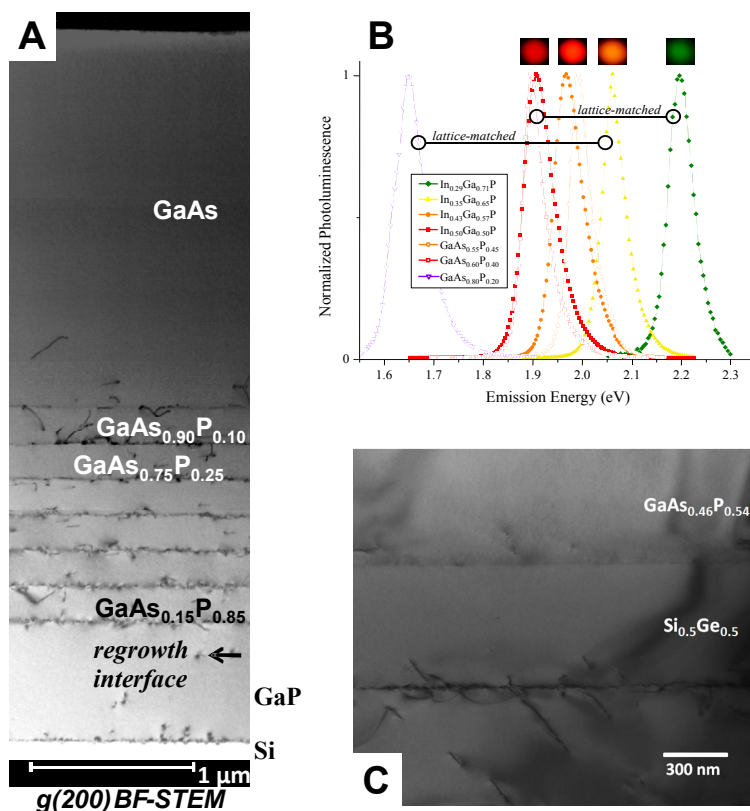 A
GaAs
GaAs0.90P0.10
GaAs0.75P0.25
GaAs0.15P0.85
regrowth
interface
GaP
Si
1 µm
g(200) BF-STEM
B
Normalized Photoluminescence
1
0
lattice-matched
lattice-matched
In0.29Ga0.71P
In0.35Ga0.65P
In0.43Ga0.57P
In0.50Ga0.50P
GaAs0.55P0.45
GaAs0.60P0.40
GaAs0.80P0.20
1.6 1.7 1.8 1.9 2.0 2.1 2.2 2.3
Emission Energy (eV)
GaAs0.46P0.54
Si0.5Ge0.5
300 nm
C